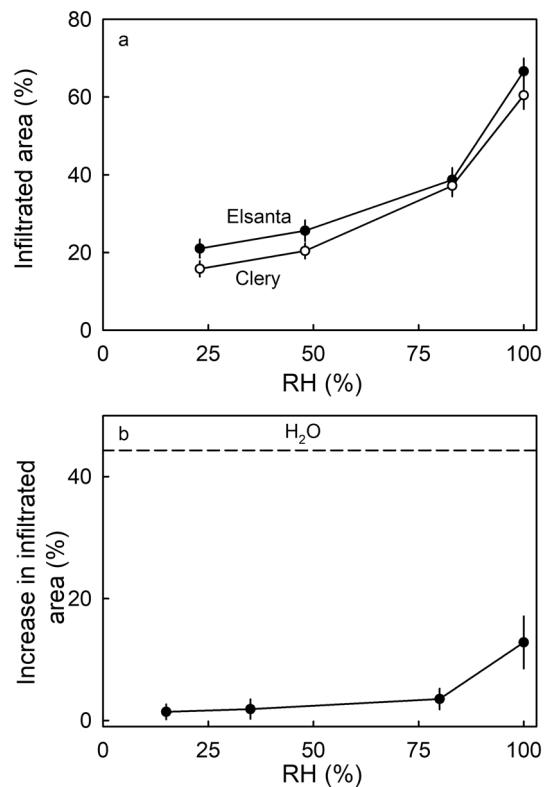 80
a
60
40
20
0
Infiltrated area (%)
Elsanta
Clery
0 25 50 75 100
RH (%)
b
H₂O
40
20
0
Increase in infiltrated
area (%)
0 25 50 75 100
RH (%)